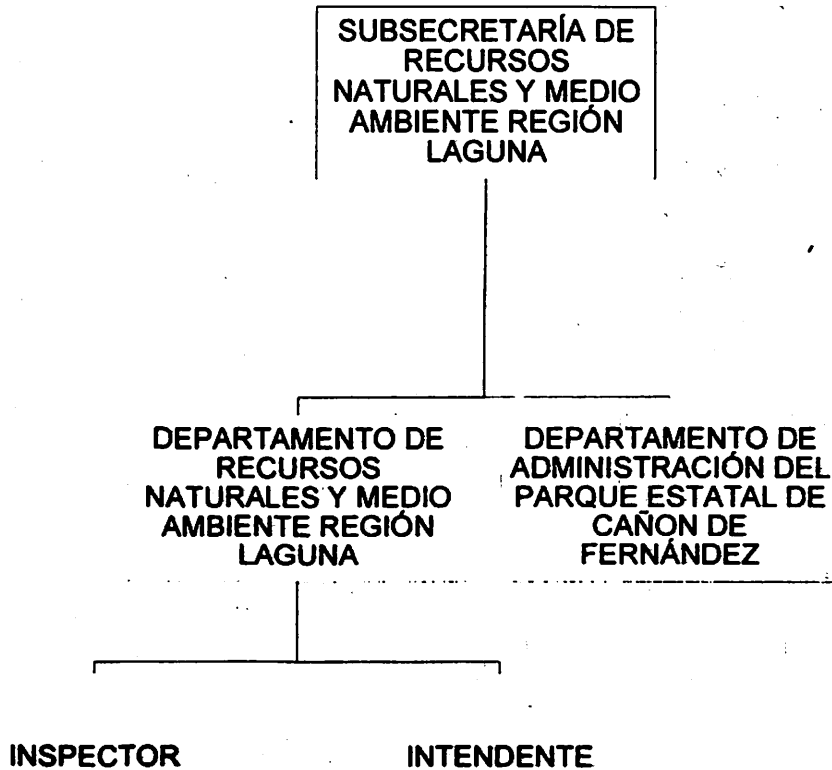 SUBSECRETARÍA DE
RECURSOS
NATURALES Y MEDIO
AMBIENTE REGIÓN
LAGUNA
DEPARTAMENTO DE
RECURSOS
NATURALES Y MEDIO
AMBIENTE REGIÓN
LAGUNA
DEPARTAMENTO DE
ADMINISTRACIÓN DEL
PARQUE ESTATAL DE
CAÑON DE
FERNÁNDEZ
INSPECTOR
INTENDENTE